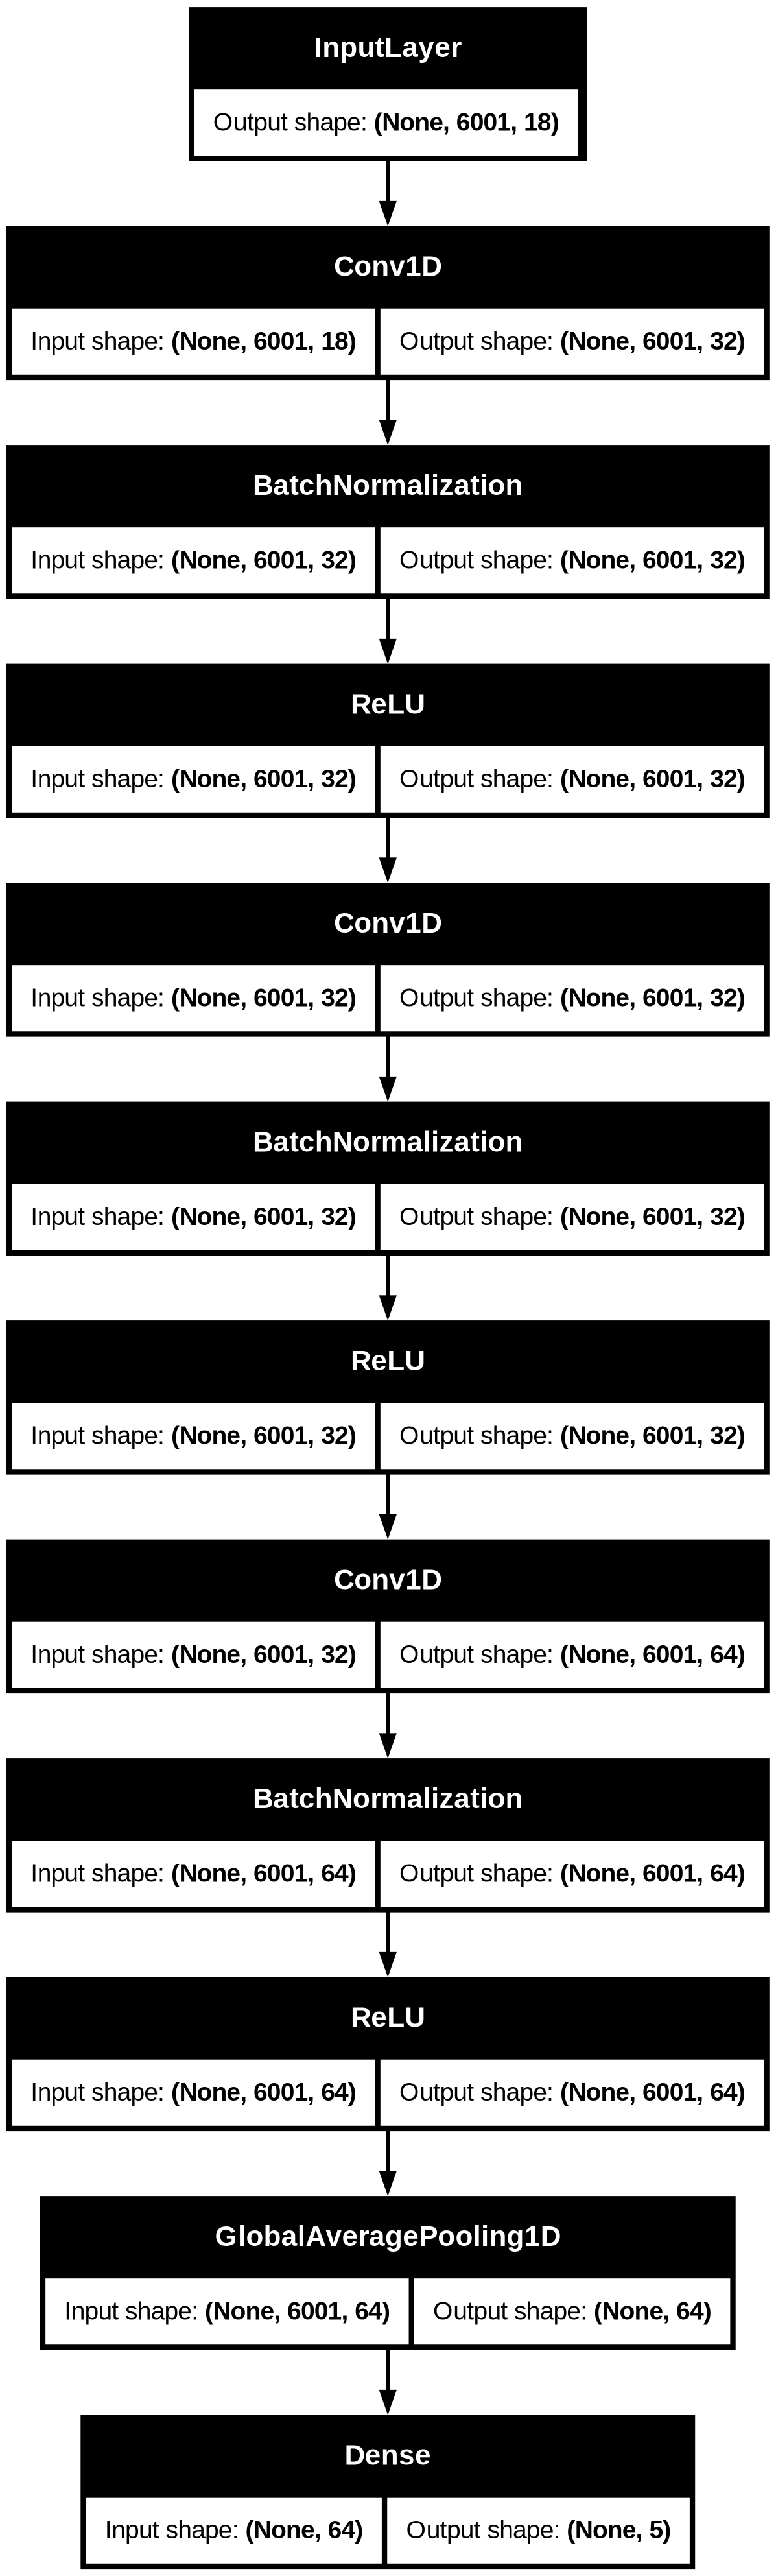 InputLayer
Output shape: (None, 6001, 18)
Conv1D
Input shape: (None, 6001, 18) Output shape: (None, 6001, 32)
BatchNormalization
Input shape: (None, 6001, 32) Output shape: (None, 6001, 32)
ReLU
Input shape: (None, 6001, 32) Output shape: (None, 6001, 32)
Conv1D
Input shape: (None, 6001, 32) Output shape: (None, 6001, 32)
BatchNormalization
Input shape: (None, 6001, 32) Output shape: (None, 6001, 32)
ReLU
Input shape: (None, 6001, 32) Output shape: (None, 6001, 32)
Conv1D
Input shape: (None, 6001, 32) Output shape: (None, 6001, 64)
BatchNormalization
Input shape: (None, 6001, 64) Output shape: (None, 6001, 64)
ReLU
Input shape: (None, 6001, 64) Output shape: (None, 6001, 64)
GlobalAveragePooling1D
Input shape: (None, 6001, 64) Output shape: (None, 64)
Dense
Input shape: (None, 64) Output shape: (None, 5)